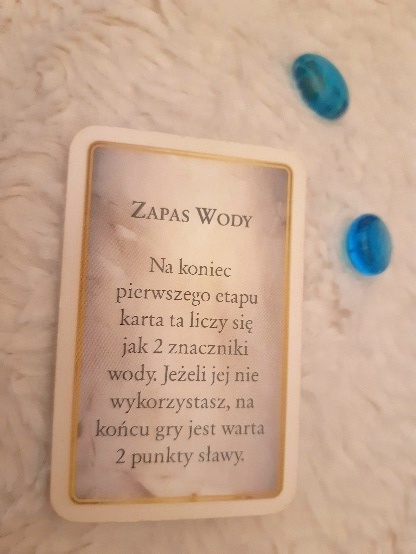 Zapas Wody
Na koniec
pierwszego etapu
karta ta liczy się
jak 2 znaczniki
wody. Jeżeli jej nie
wykorzystasz, na
końcu gry jest warta
2 punkty sławy.